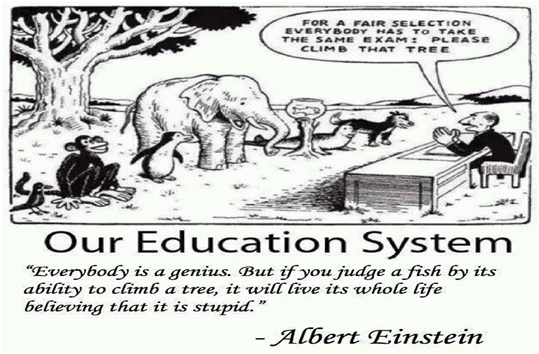 FOR A FAIR SELECTION
EVERYBODY HAS TO TAKE
THE SAME EXAM: PLEASE
CLIMB THAT TREE
Our Education System
“Everybody is a genius. But if you judge a fish by its
ability to climb a tree, it will live its whole life
believing that it is stupid.”
– Albert Einstein